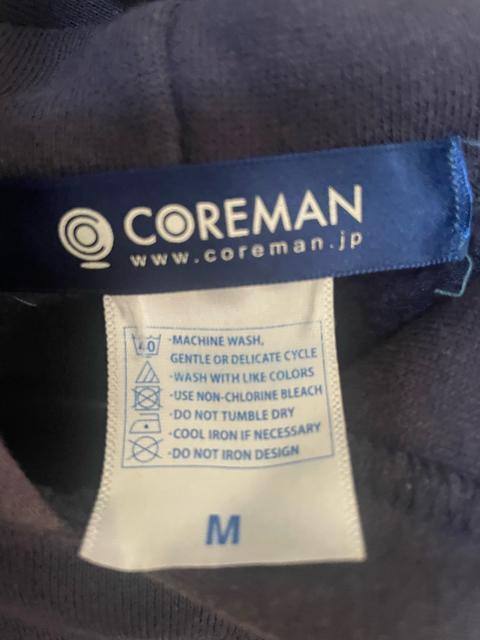 COREMAN
www.coreman.jp
40
·MACHINE WASH,
GENTLE OR DELICATE CYCLE
·WASH WITH LIKE COLORS
·USE NON-CHLORINE BLEACH
·DO NOT TUMBLE DRY
·COOL IRON IF NECESSARY
·DO NOT IRON DESIGN
M